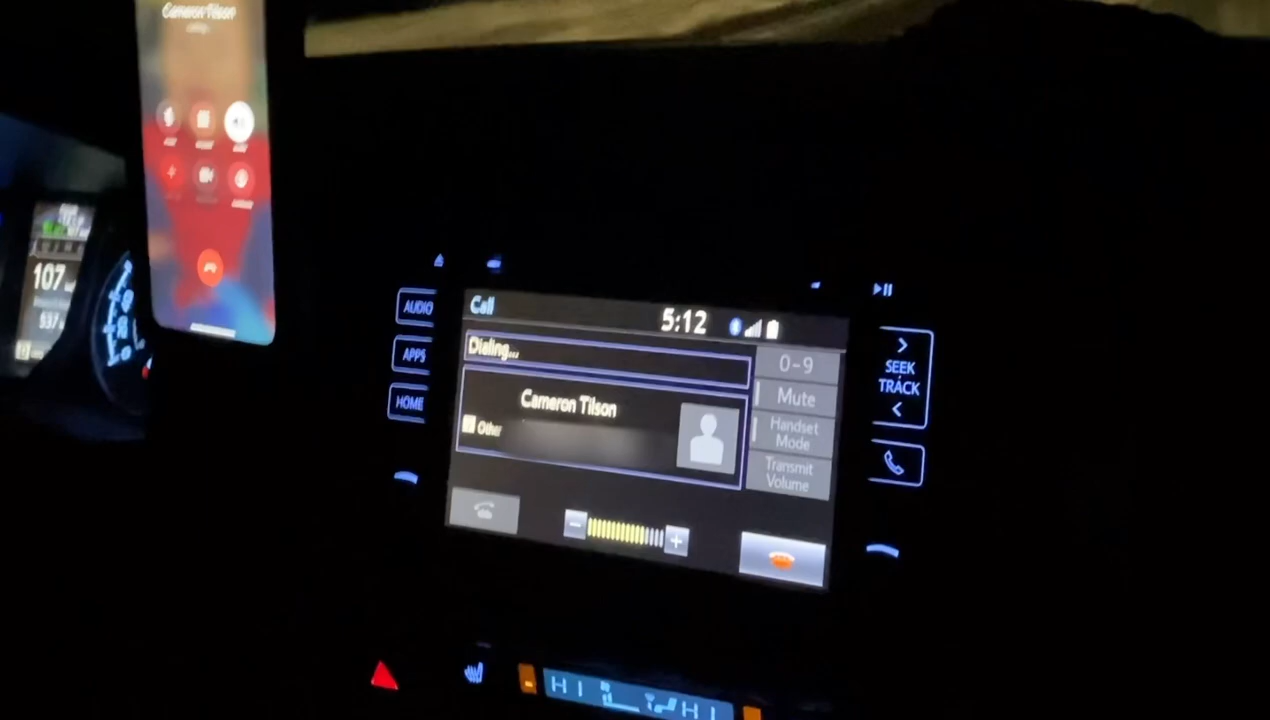 Cameron Tilson
107
537
AUDIO
APPS
HOME
Call
5:12
Dialing...
Cameron Tilson
Other
0-9
Mute
Handset
Mode
Transmit
Volume
-
+
>
SEEK
TRACK
<
HI
HI